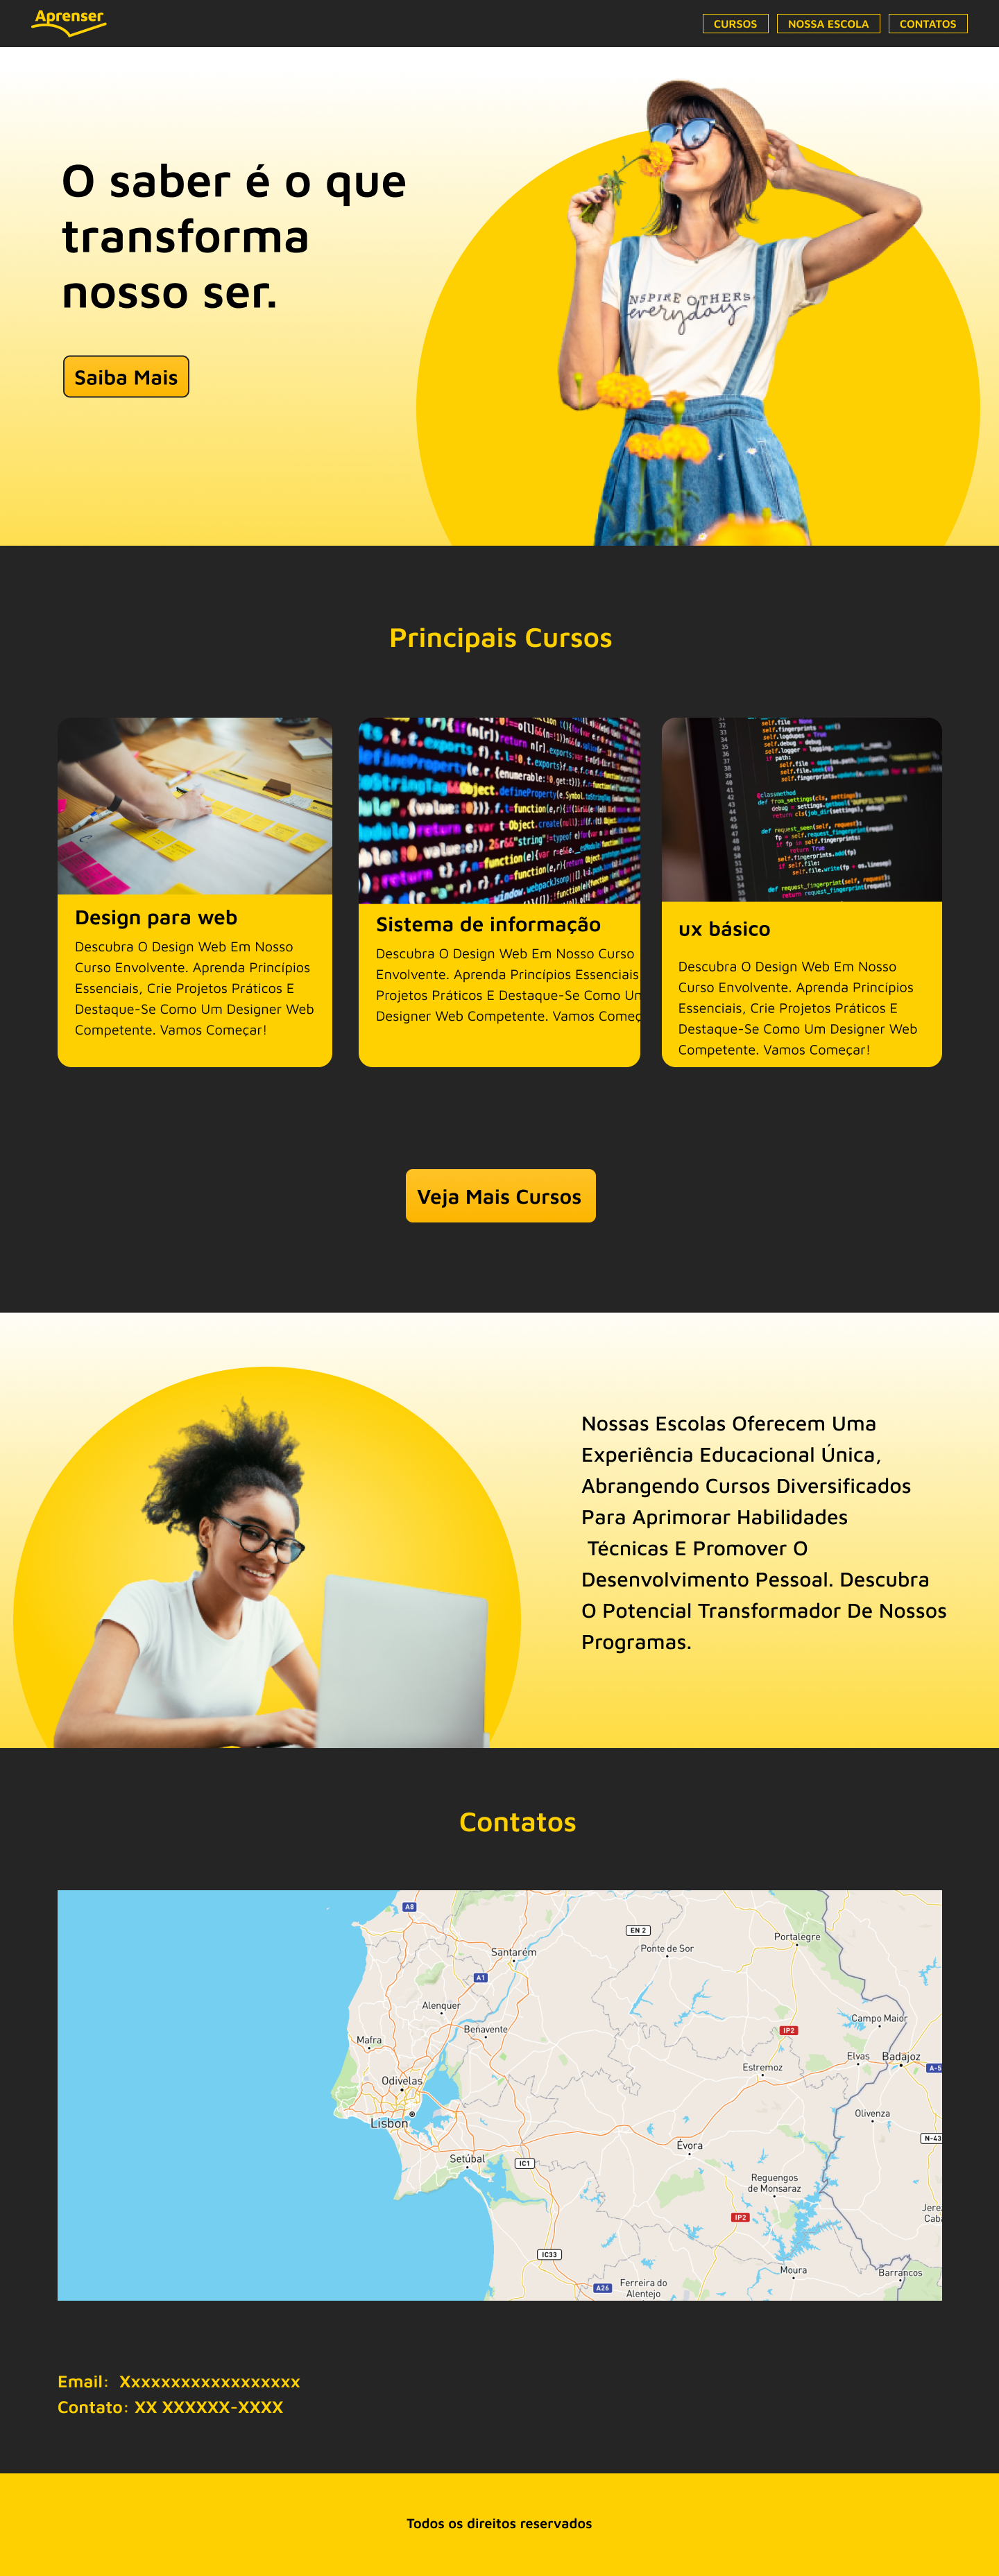 Aprenser
CURSOS
NOSSA ESCOLA
CONTATOS
O saber é o que
transforma
nosso ser.
INSPIRE OTHERS
everyday
Saiba Mais
Principais Cursos
Design para web
Descubra O Design Web Em Nosso
Curso Envolvente. Aprenda Princípios
Essenciais, Crie Projetos Práticos E
Destaque-Se Como Um Designer Web
Competente. Vamos Começar!
Sistema de informação
Descubra O Design Web Em Nosso Curso
Envolvente. Aprenda Princípios Essenciais
Projetos Práticos E Destaque-Se Como Um
Designer Web Competente. Vamos Começ
ux básico
Descubra O Design Web Em Nosso
Curso Envolvente. Aprenda Princípios
Essenciais, Crie Projetos Práticos E
Destaque-Se Como Um Designer Web
Competente. Vamos Começar!
Veja Mais Cursos
Nossas Escolas Oferecem Uma
Experiência Educacional Única,
Abrangendo Cursos Diversificados
Para Aprimorar Habilidades
Técnicas E Promover O
Desenvolvimento Pessoal. Descubra
O Potencial Transformador De Nossos
Programas.
Contatos
A8
EN 2
Portalegre
Santarém
Ponte de Sor
A1
Alenquer
Campo Maior
Benavente
IP2
Mafra
Elvas
Badajoz
Estremoz
A-5
Odivelas
Olivenza
Lisbon
N-43
Évora
Setúbal
IC1
Reguengos
de Monsaraz
Jere
Cab
IP2
IC33
Moura
Barrancos
A26
Ferreira do
Alentejo
Email: Xxxxxxxxxxxxxxxxxx
Contato: XX XXXXXX-XXXX
Todos os direitos reservados